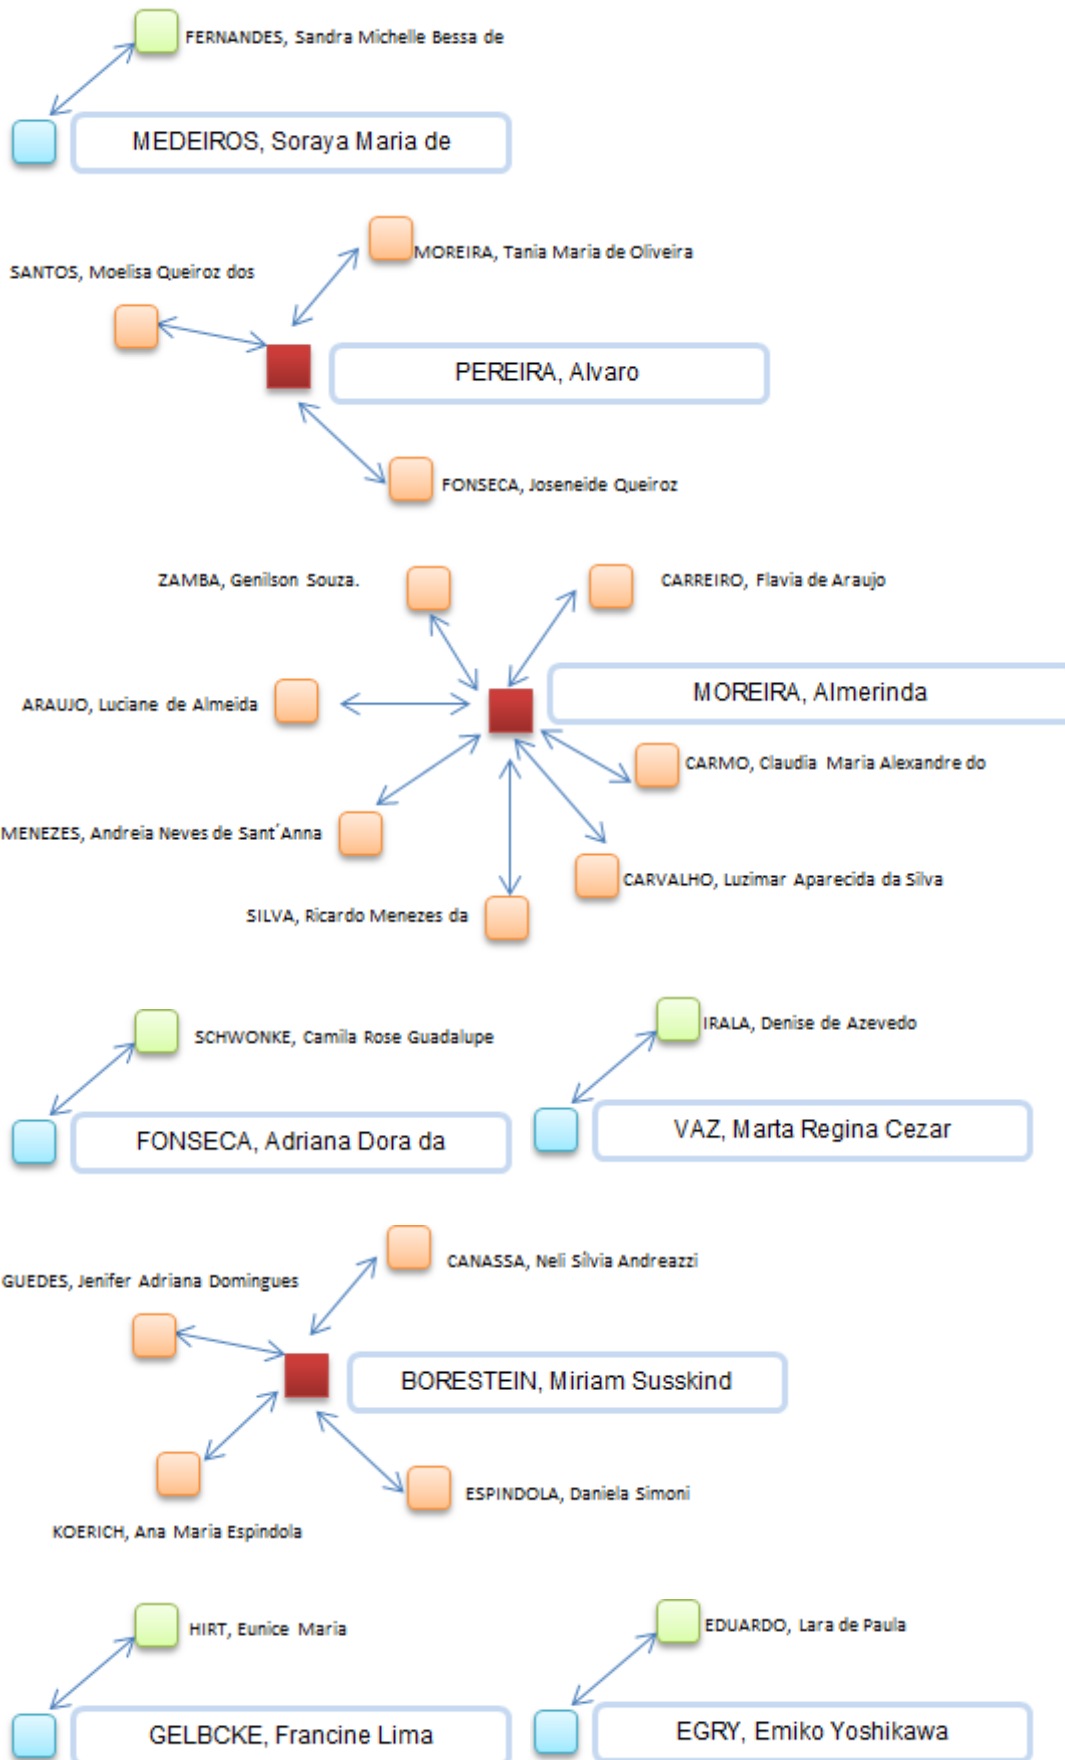 FERNANDES, Sandra Michelle Bessa de
MEDEIROS, Soraya Maria de
MOREIRA, Tania Maria de Oliveira
SANTOS, Moelisa Queiroz dos
PEREIRA, Alvaro
FONSECA, Joseneide Queiroz
ZAMBA, Genilson Souza.
CARREIRO, Flavia de Araujo
MOREIRA, Almerinda
ARAUJO, Luciane de Almeida
CARMO, Claudia Maria Alexandre do
MENEZES, Andreia Neves de Sant´Anna
CARVALHO, Luzimar Aparecida da Silva
SILVA, Ricardo Menezes da
SCHWONKE, Camila Rose Guadalupe
IRALA, Denise de Azevedo
FONSECA, Adriana Dora da
VAZ, Marta Regina Cezar
CANASSA, Neli Sílvia Andreazzi
GUEDES, Jenifer Adriana Domingues
BORESTEIN, Miriam Susskind
ESPINDOLA, Daniela Simoni
KOERICH, Ana Maria Espindola
HIRT, Eunice Maria
EDUARDO, Lara de Paula
GELBCKE, Francine Lima
EGRY, Emiko Yoshikawa